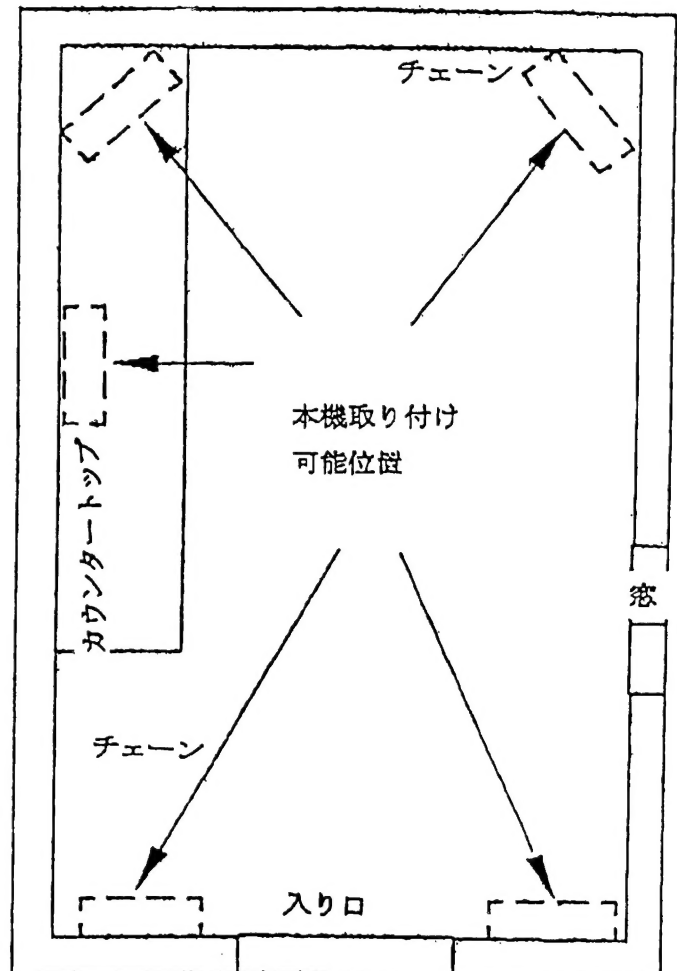 チェーン
本機取り付け
可能位置
カウンタートップ
窓
チェーン
入り口